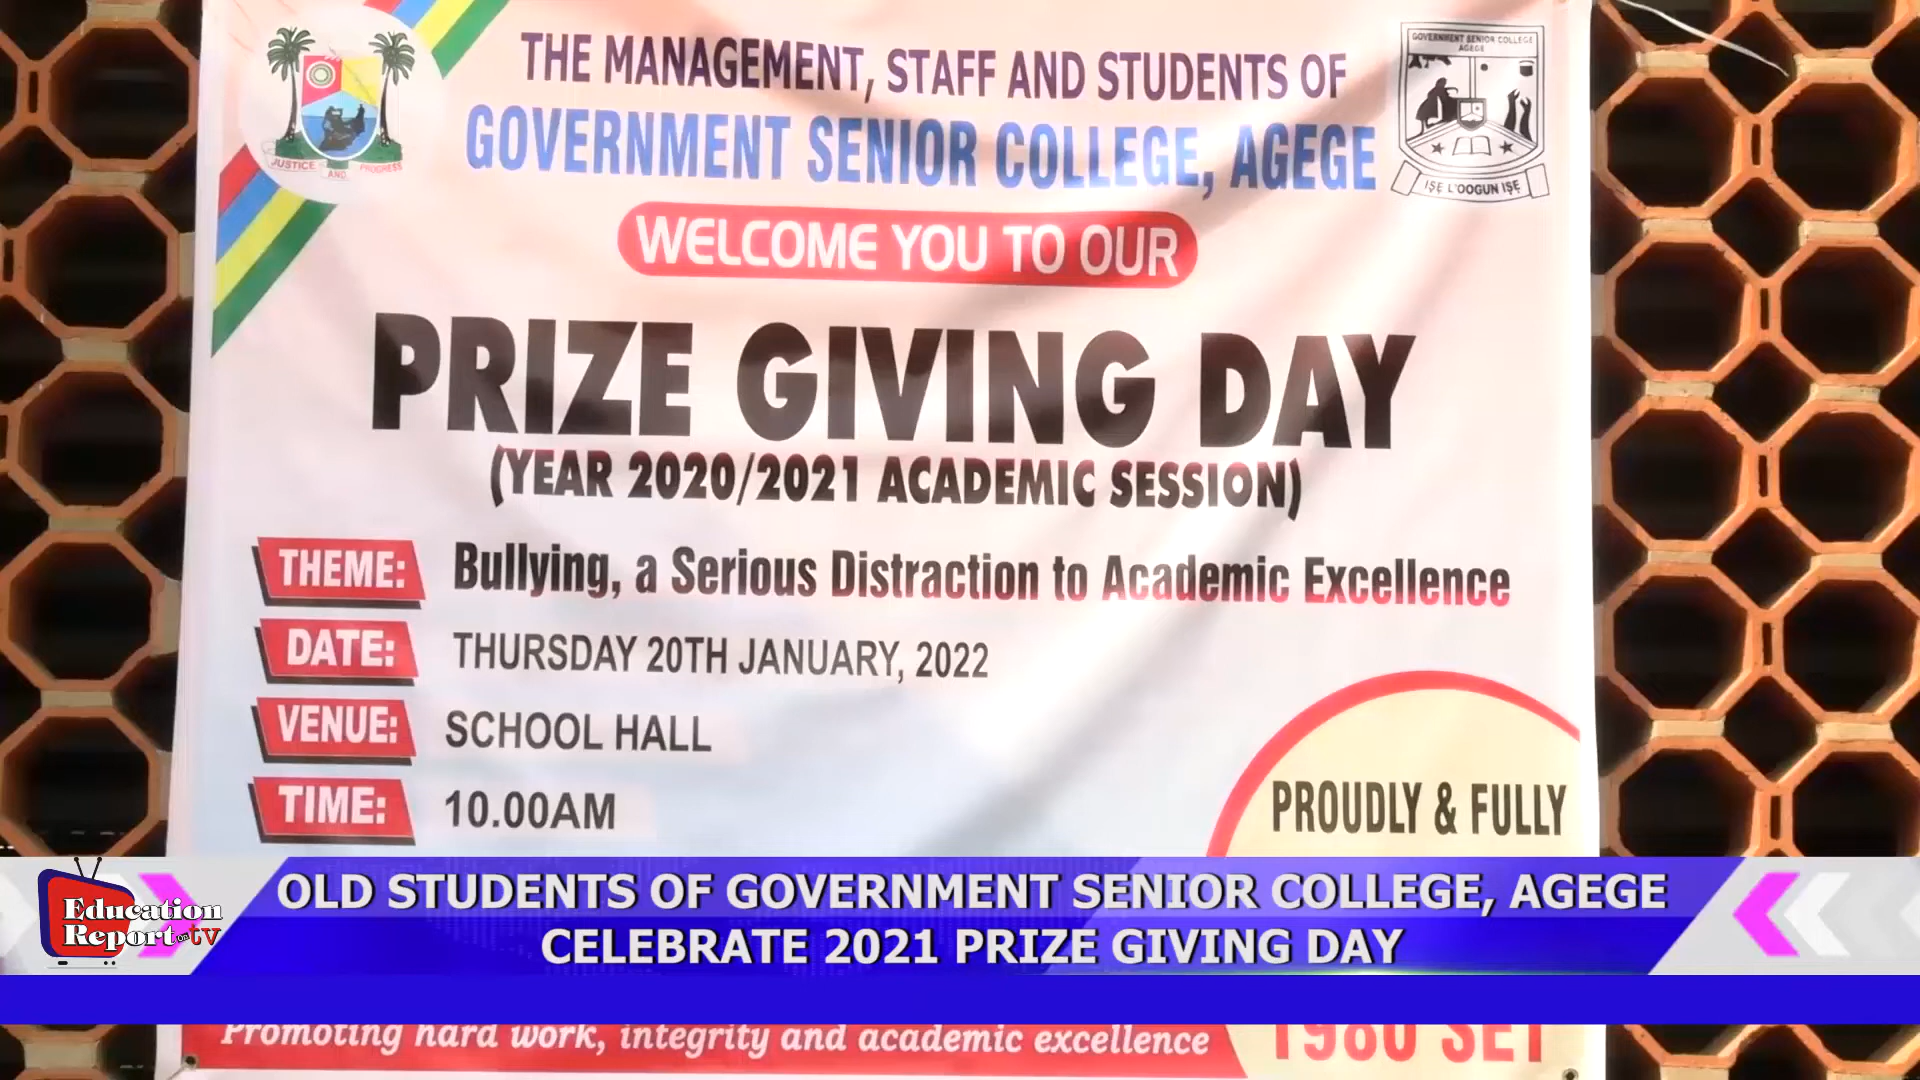 JUSTICE AND PROGRESS
THE MANAGEMENT, STAFF AND STUDENTS OF
GOVERNMENT SENIOR COLLEGE, AGEGE
GOVERNMENT SENIOR COLLEGE
AGEGE
IṢẸ L'OOGUN IṢẸ
WELCOME YOU TO OUR
PRIZE GIVING DAY
(YEAR 2020/2021 ACADEMIC SESSION)
THEME: Bullying, a Serious Distraction to Academic Excellence
DATE: THURSDAY 20TH JANUARY, 2022
VENUE: SCHOOL HALL
TIME: 10.00AM
PROUDLY & FULLY
Education
Report on tv
OLD STUDENTS OF GOVERNMENT SENIOR COLLEGE, AGEGE
CELEBRATE 2021 PRIZE GIVING DAY
Promoting hard work, integrity and academic excellence
1980 SET